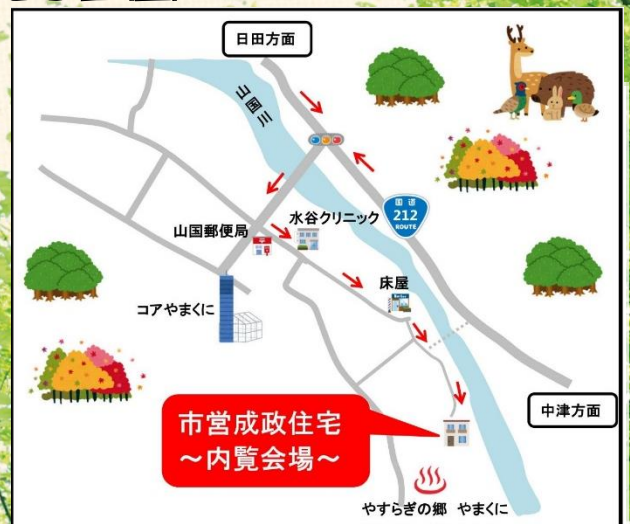 日田方面
山国川
国道
212
ROUTE
水谷クリニック
山国郵便局
床屋
コアやまくに
中津方面
市営成政住宅
～内覧会場～
やすらぎの郷 やまくに